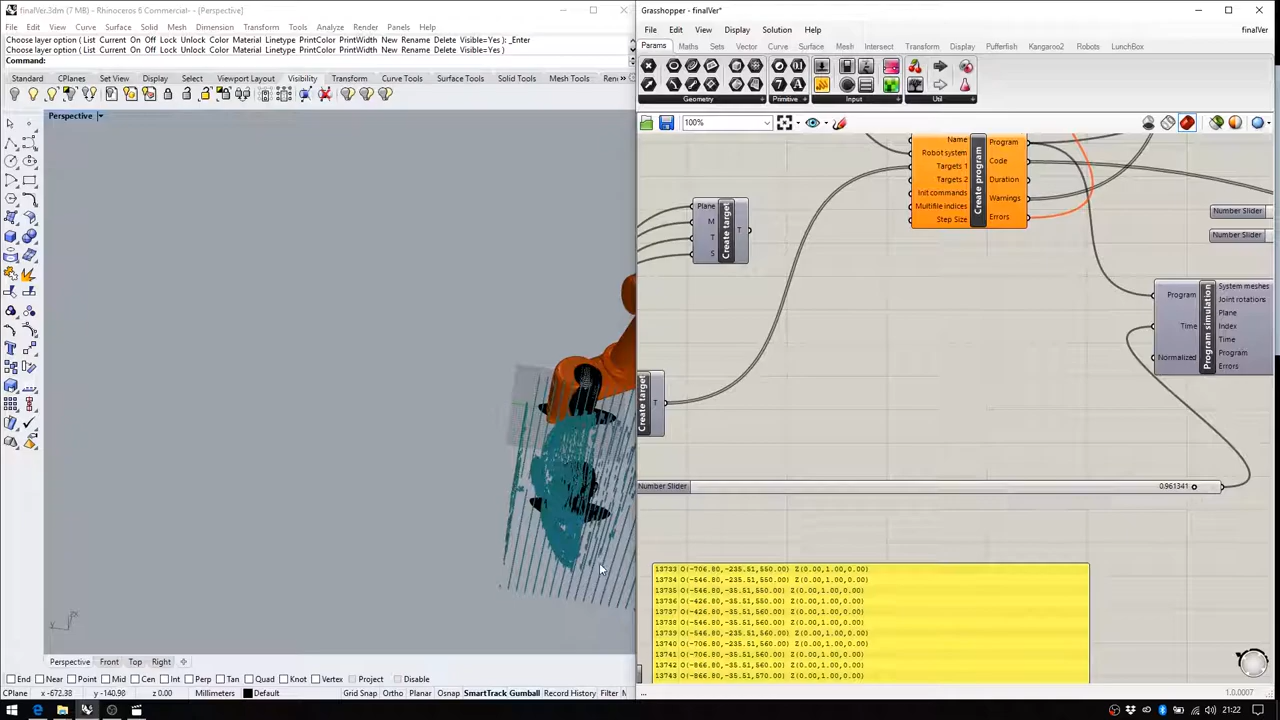 finalVer.3dm (7 MB) - Rhinoceros 6 Commercial- - [Perspective]
File Edit View Curve Surface Solid Mesh Dimension Transform Tools Analyze Render Panels Help
Choose layer option ( List Current On Off Lock Unlock Color Material Linetype PrintColor PrintWidth New Rename Delete Visible=Yes ): _Enter
Choose layer option ( List Current On Off Lock Unlock Color Material Linetype PrintColor PrintWidth New Rename Delete Visible=Yes )
Command:
Standard CPlanes Set View Display Select Viewport Layout Visibility Transform Curve Tools Surface Tools Solid Tools Mesh Tools »
Perspective
Perspective Front Top Right
End Near Point Mid Cen Int Perp Tan Quad Knot Vertex Project Disable
CPlane x -672.38 y -140.98 z 0.00 Millimeters Default Grid Snap Ortho Planar Osnap SmartTrack Gumball Record History Filter
Grasshopper - finalVer*
File Edit View Display Solution Help finalVer
Params Maths Sets Vector Curve Surface Mesh Intersect Transform Display Pufferfish Kangaroo2 Robots LunchBox
Geometry Primitive Input Util
100%
Name
Robot system
Targets 1
Targets 2
Init commands
Multifile indices
Step Size
Create program
Program
Code
Duration
Warnings
Errors
Plane
M
T
S
Create target
T
Number Slider
Number Slider
Program
Time
Normalized
Program simulation
System meshes
Joint rotations
Plane
Index
Time
Program
Errors
Create target
T
Number Slider 0.961341
13733 O(-706.80,-235.51,550.00) Z(0.00,1.00,0.00)
13734 O(-546.80,-235.51,550.00) Z(0.00,1.00,0.00)
13735 O(-546.80,-35.51,550.00) Z(0.00,1.00,0.00)
13736 O(-426.80,-35.51,560.00) Z(0.00,1.00,0.00)
13737 O(-426.80,-35.51,560.00) Z(0.00,1.00,0.00)
13738 O(-546.80,-35.51,560.00) Z(0.00,1.00,0.00)
13739 O(-546.80,-235.51,560.00) Z(0.00,1.00,0.00)
13740 O(-706.80,-235.51,560.00) Z(0.00,1.00,0.00)
13741 O(-706.80,-35.51,560.00) Z(0.00,1.00,0.00)
13742 O(-866.80,-35.51,560.00) Z(0.00,1.00,0.00)
13743 O(-866.80,-35.51,570.00) Z(0.00,1.00,0.00)
...
1.0.0007
21:22